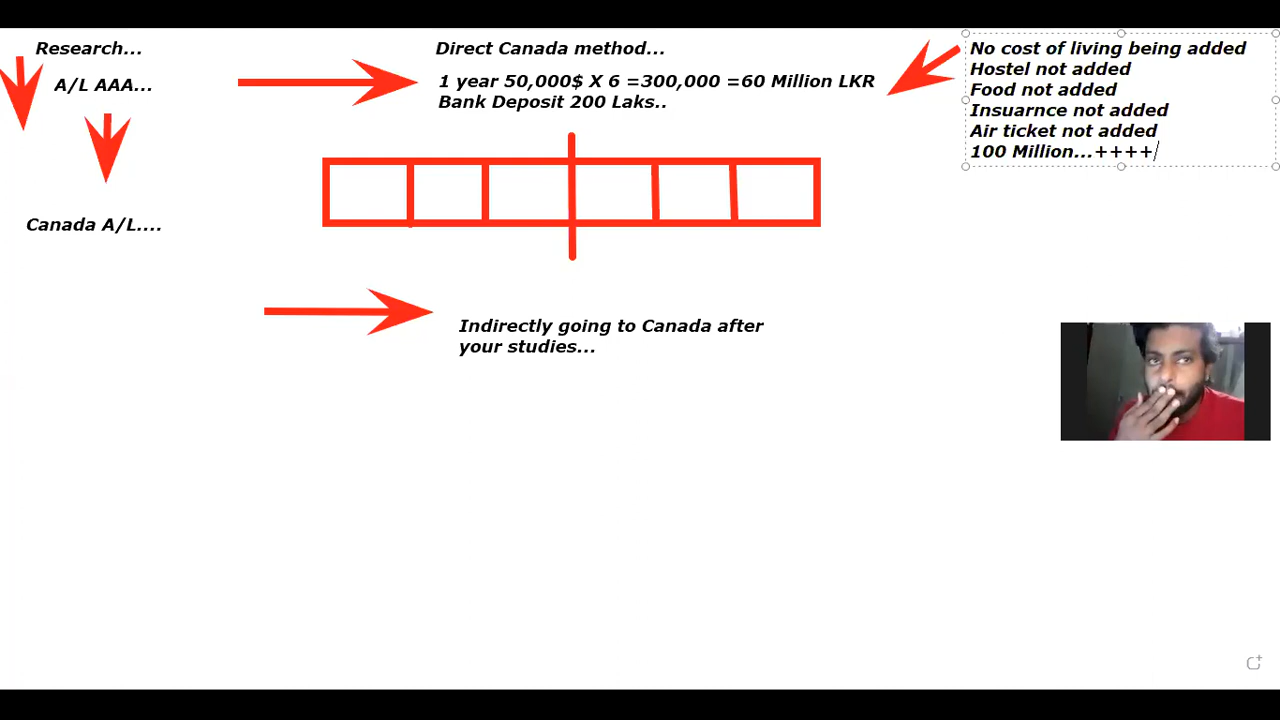 Research...
A/L AAA...
Canada A/L....
Direct Canada method...
1 year 50,000$ X 6 =300,000 =60 Million LKR
Bank Deposit 200 Laks..
Indirectly going to Canada after
your studies...
No cost of living being added
Hostel not added
Food not added
Insuarnce not added
Air ticket not added
100 Million...++++